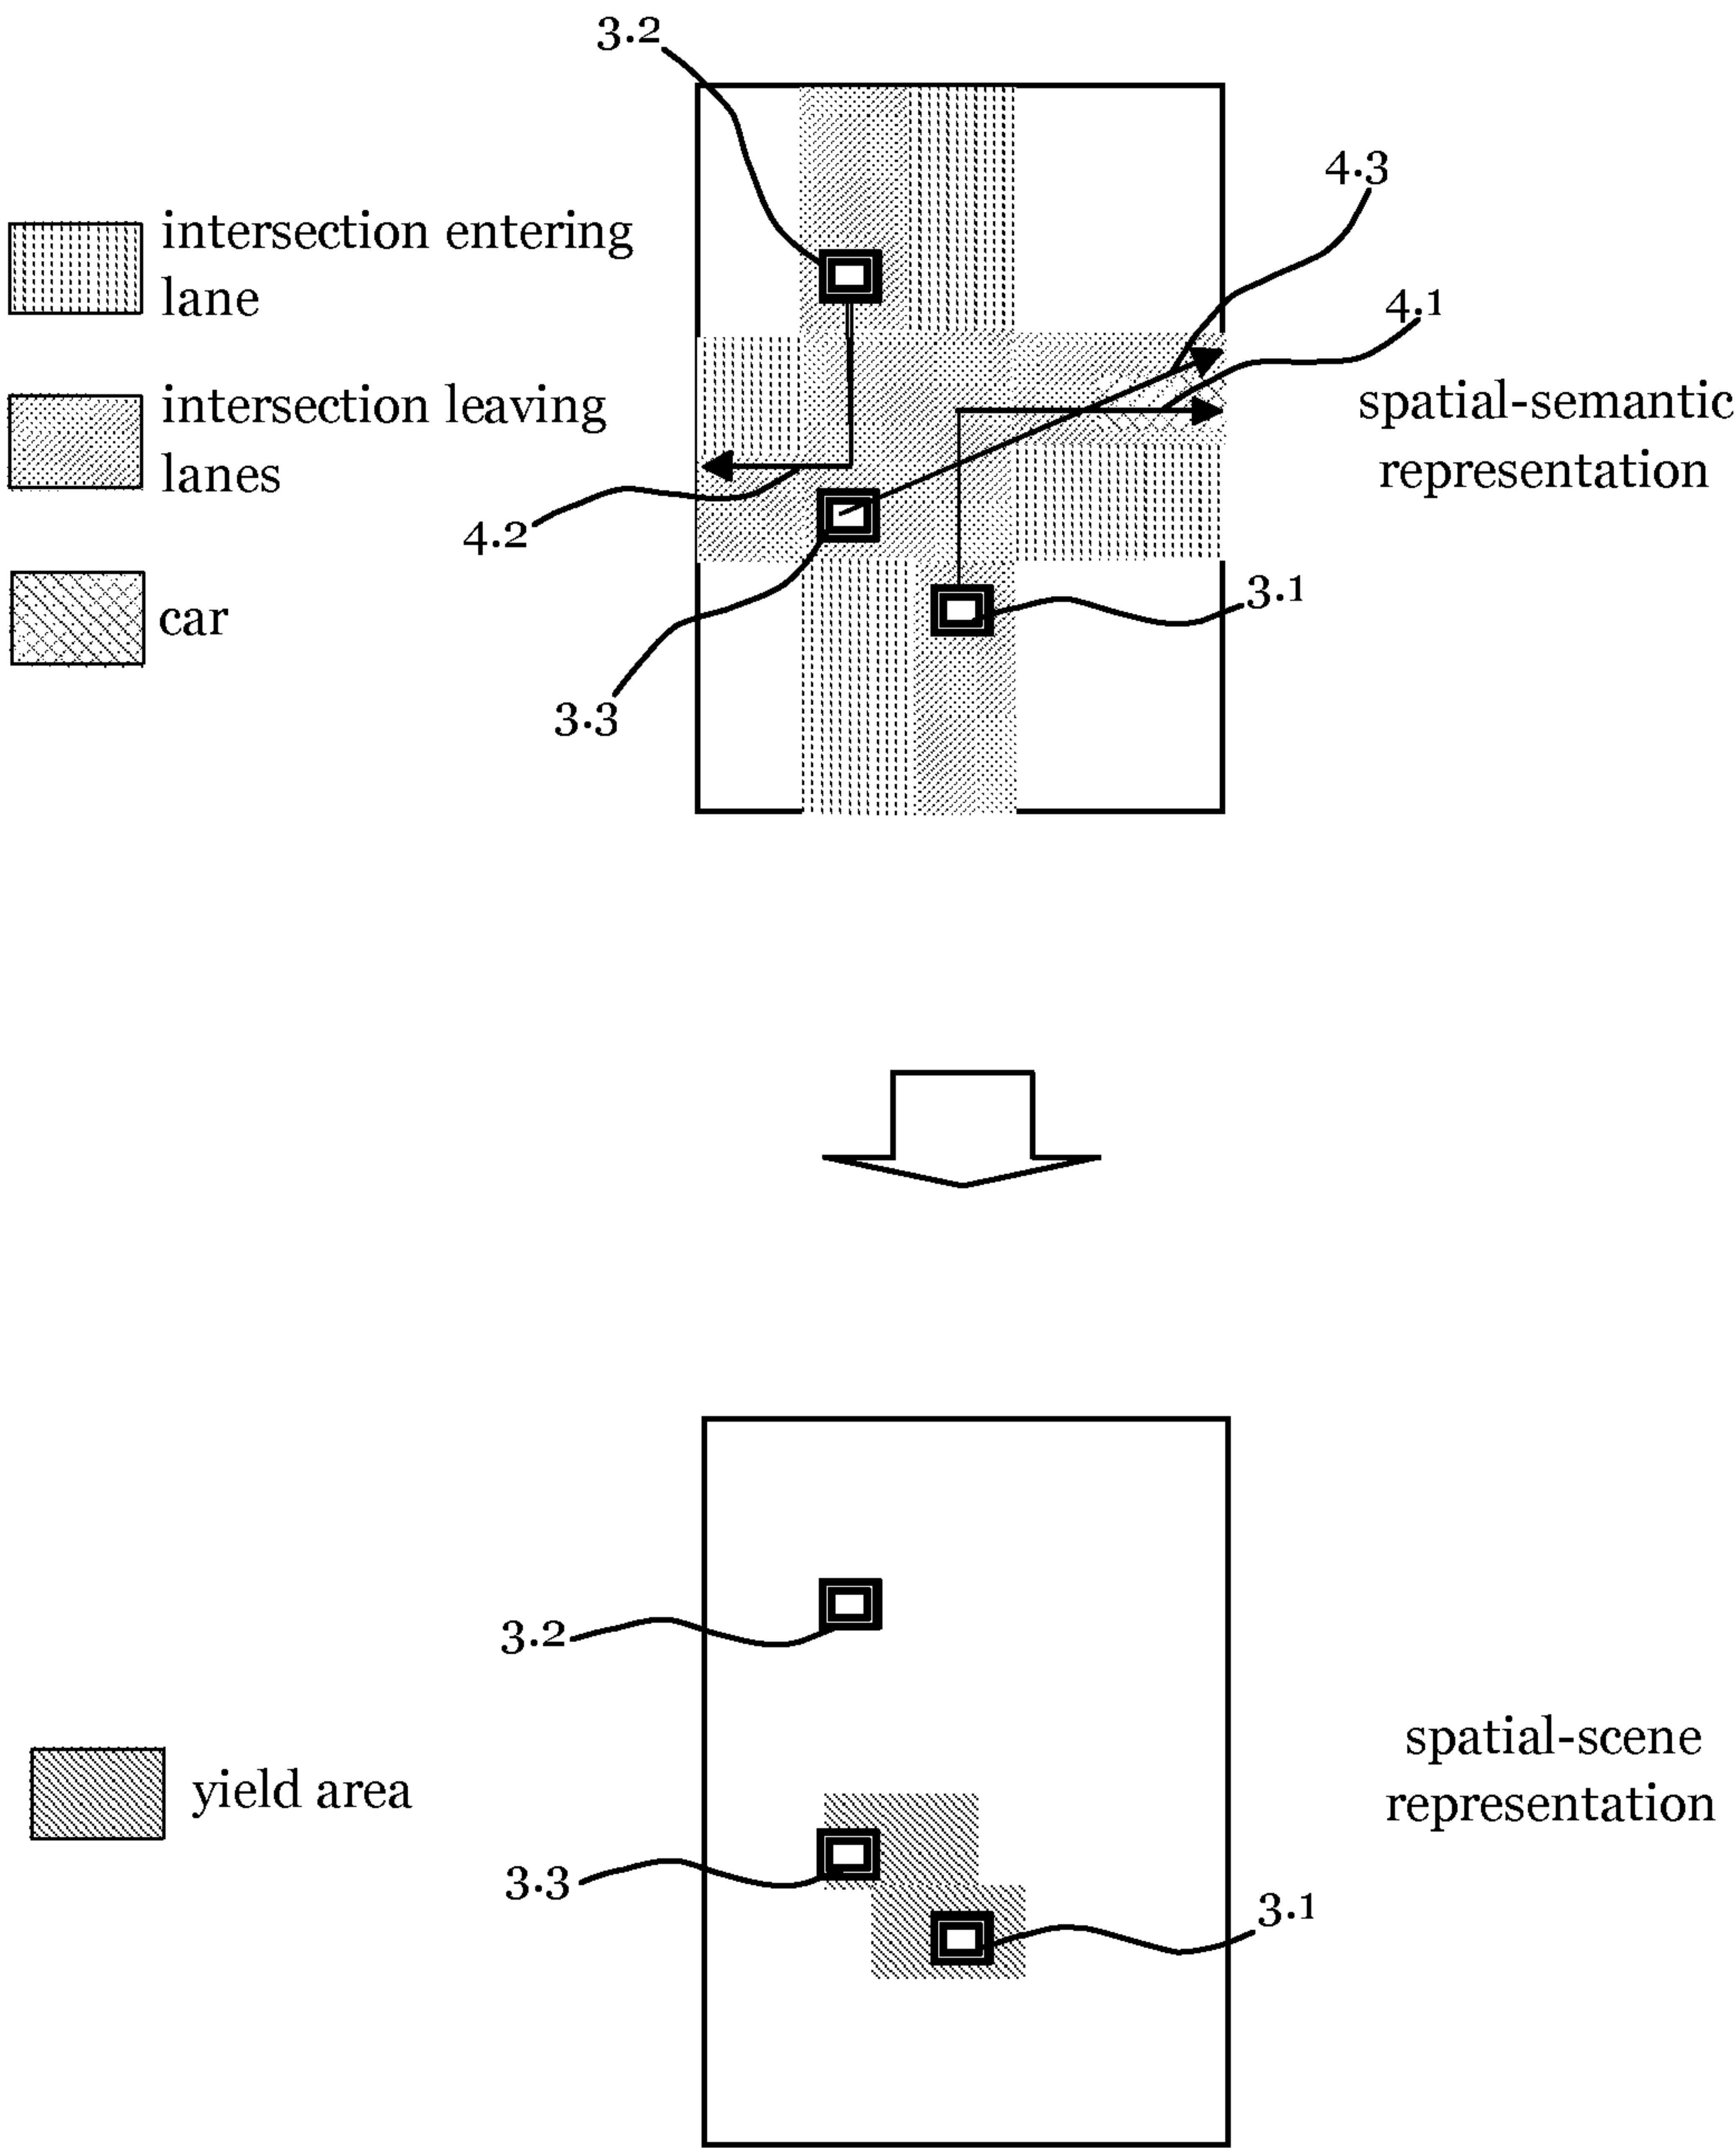 3.2
4.3
intersection entering
lane
4.1
intersection leaving
lanes
spatial-semantic
representation
4.2
car
3.1
3.3
3.2
yield area
spatial-scene
representation
3.3
3.1